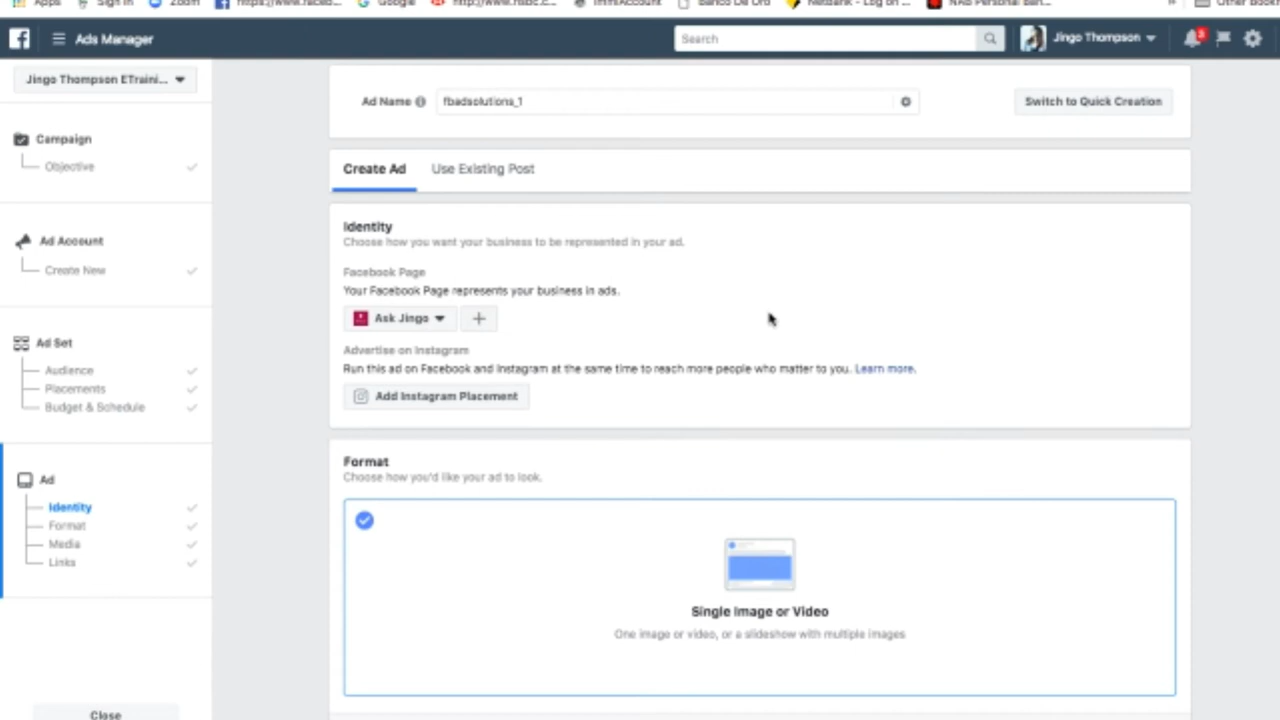 Apps
Sign In
Zoom
https://www.faceb...
Google
ImmiAccount
Banco De Oro
NetBank - Log on ...
NAB Personal Ban...
»
Ads Manager
Search
3
Jingo Thompson
Jingo Thompson ETraini...
Ad Name
fbadsolutions_1
Switch to Quick Creation
Campaign
Objective
Create Ad
Use Existing Post
Ad Account
Create New
Identity
Choose how you want your business to be represented in your ad.
Facebook Page
Your Facebook Page represents your business in ads.
Ask Jingo
+
Ad Set
Audience
Placements
Budget & Schedule
Advertise on Instagram
Run this ad on Facebook and Instagram at the same time to reach more people who matter to you. Learn more.
Add Instagram Placement
Ad
Identity
Format
Media
Links
Format
Choose how you'd like your ad to look.
Single Image or Video
One image or video, or a slideshow with multiple images
Close